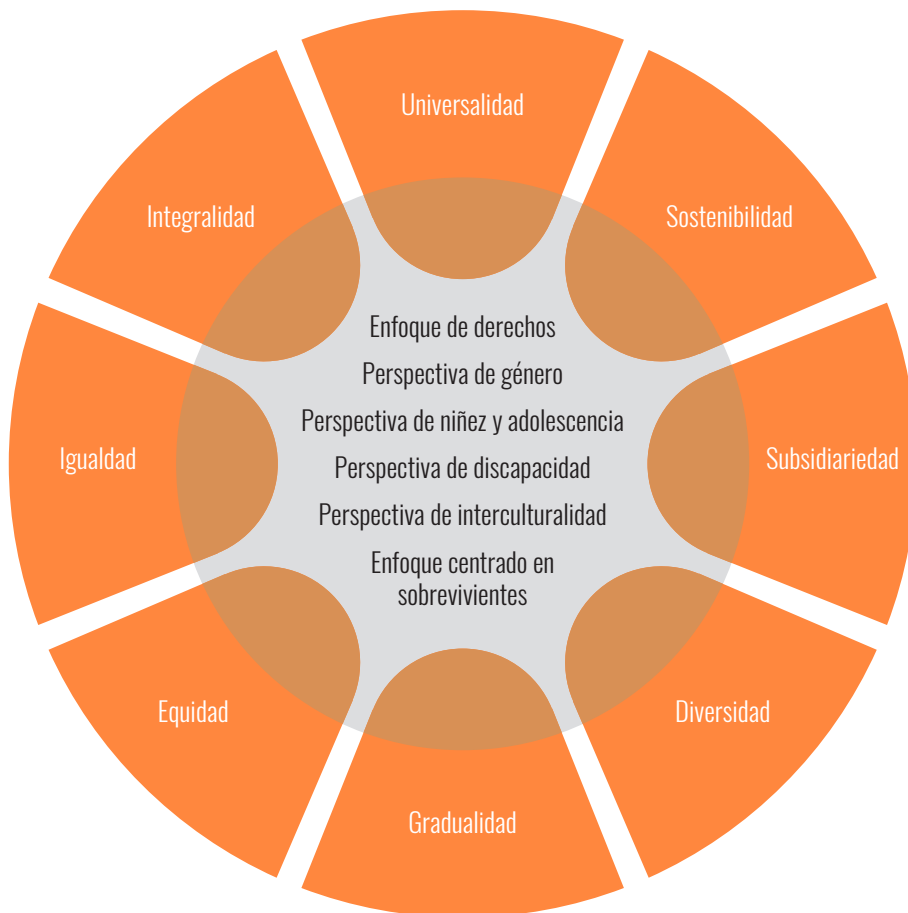 Universalidad
Integralidad
Sostenibilidad
Enfoque de derechos
Perspectiva de género
Perspectiva de niñez y adolescencia
Igualdad
Subsidiariedad
Perspectiva de discapacidad
Perspectiva de interculturalidad
Enfoque centrado en
sobrevivientes
Equidad
Diversidad
Gradualidad